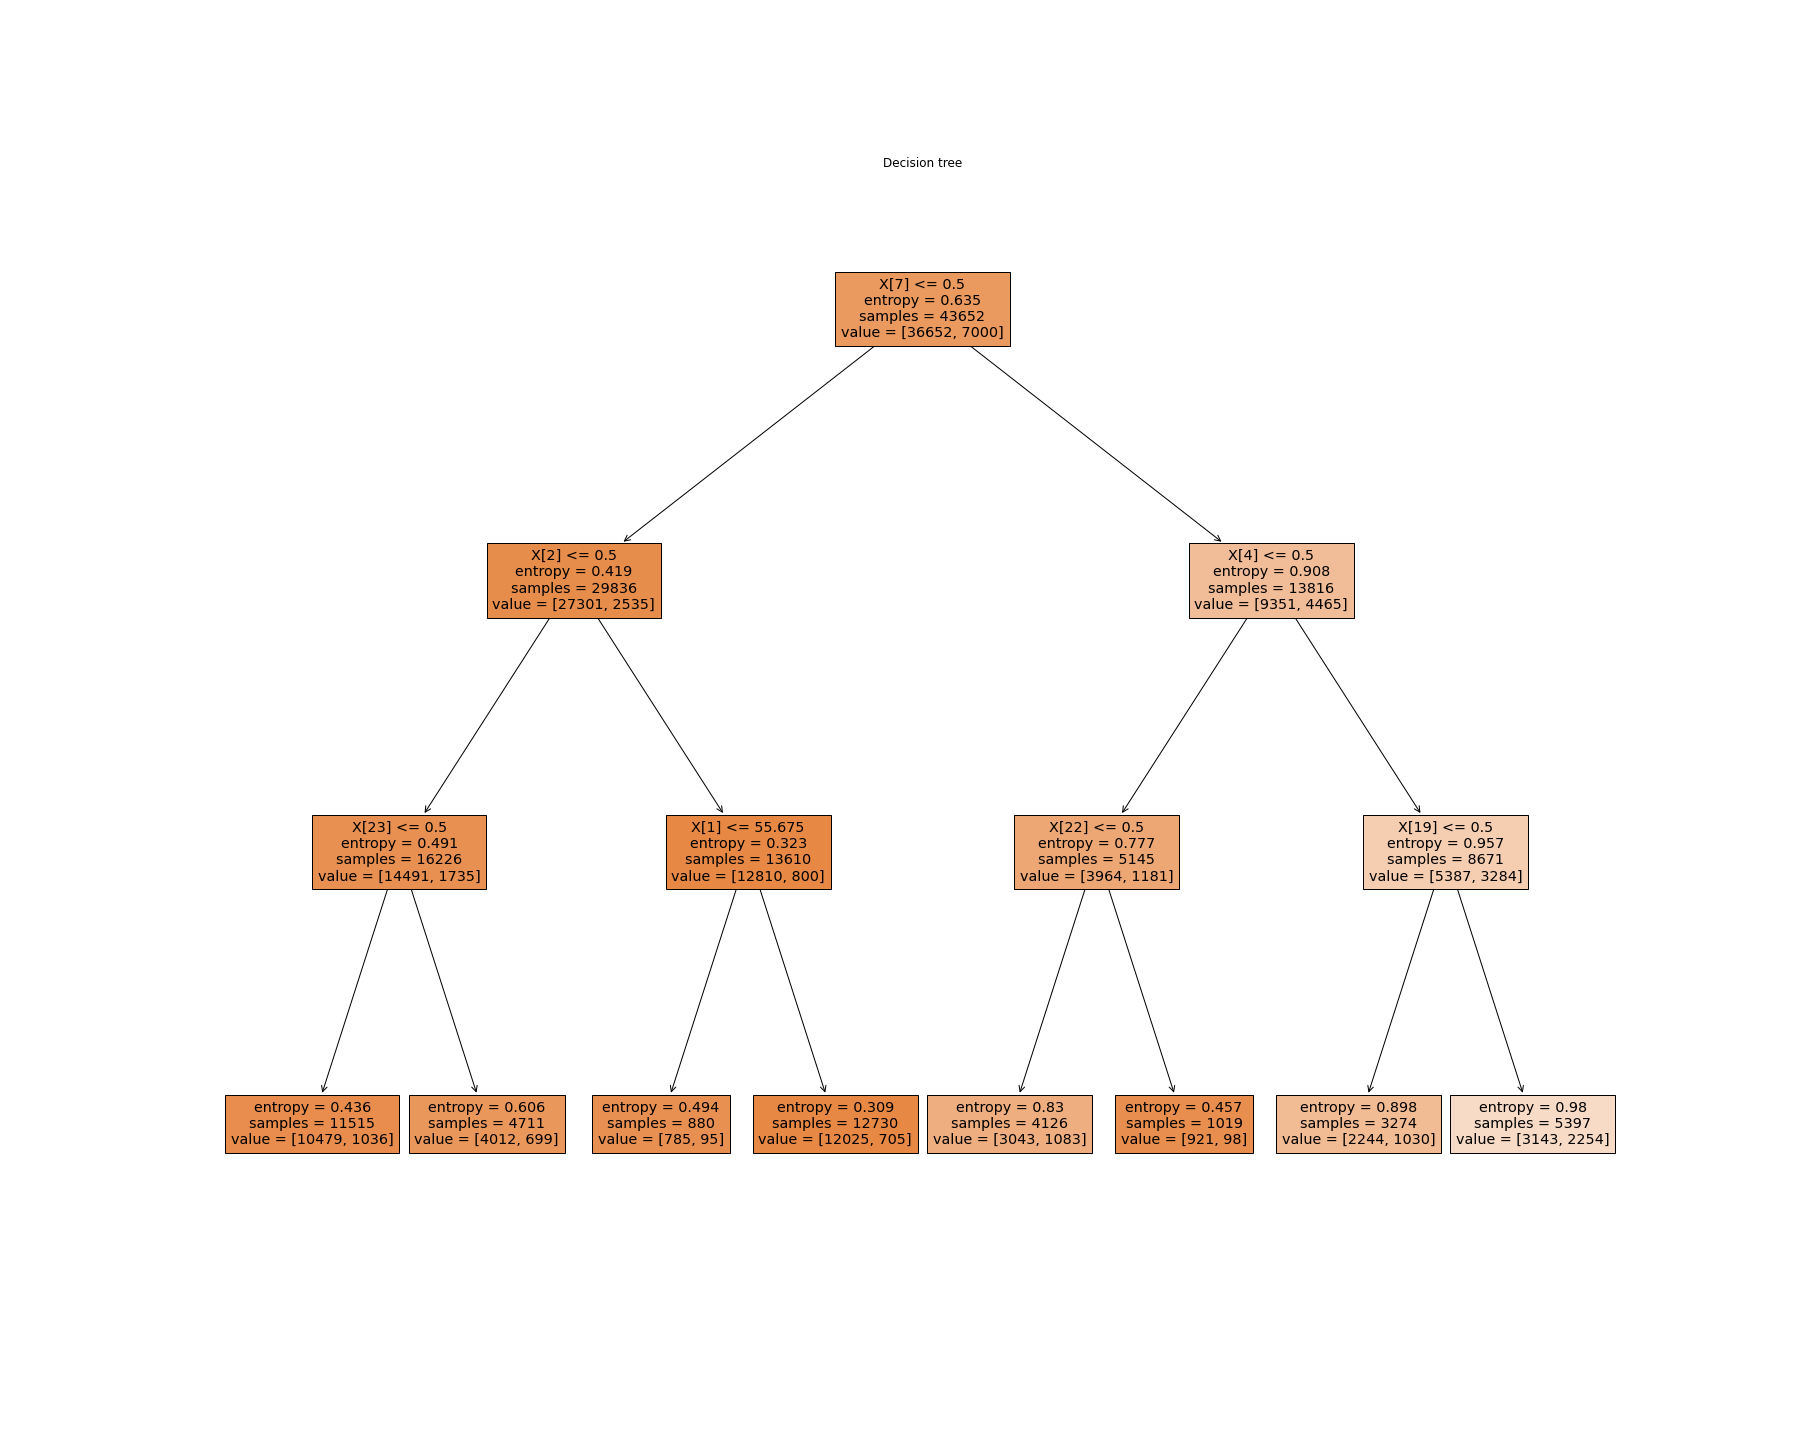 Decision tree
X[7] <= 0.5
entropy = 0.635
samples = 43652
value = [36652, 7000]
X[2] <= 0.5
entropy = 0.419
samples = 29836
value = [27301, 2535]
X[4] <= 0.5
entropy = 0.908
samples = 13816
value = [9351, 4465]
X[23] <= 0.5
entropy = 0.491
samples = 16226
value = [14491, 1735]
X[1] <= 55.675
entropy = 0.323
samples = 13610
value = [12810, 800]
X[22] <= 0.5
entropy = 0.777
samples = 5145
value = [3964, 1181]
X[19] <= 0.5
entropy = 0.957
samples = 8671
value = [5387, 3284]
entropy = 0.436
samples = 11515
value = [10479, 1036]
entropy = 0.606
samples = 4711
value = [4012, 699]
entropy = 0.494
samples = 880
value = [785, 95]
entropy = 0.309
samples = 12730
value = [12025, 705]
entropy = 0.83
samples = 4126
value = [3043, 1083]
entropy = 0.457
samples = 1019
value = [921, 98]
entropy = 0.898
samples = 3274
value = [2244, 1030]
entropy = 0.98
samples = 5397
value = [3143, 2254]